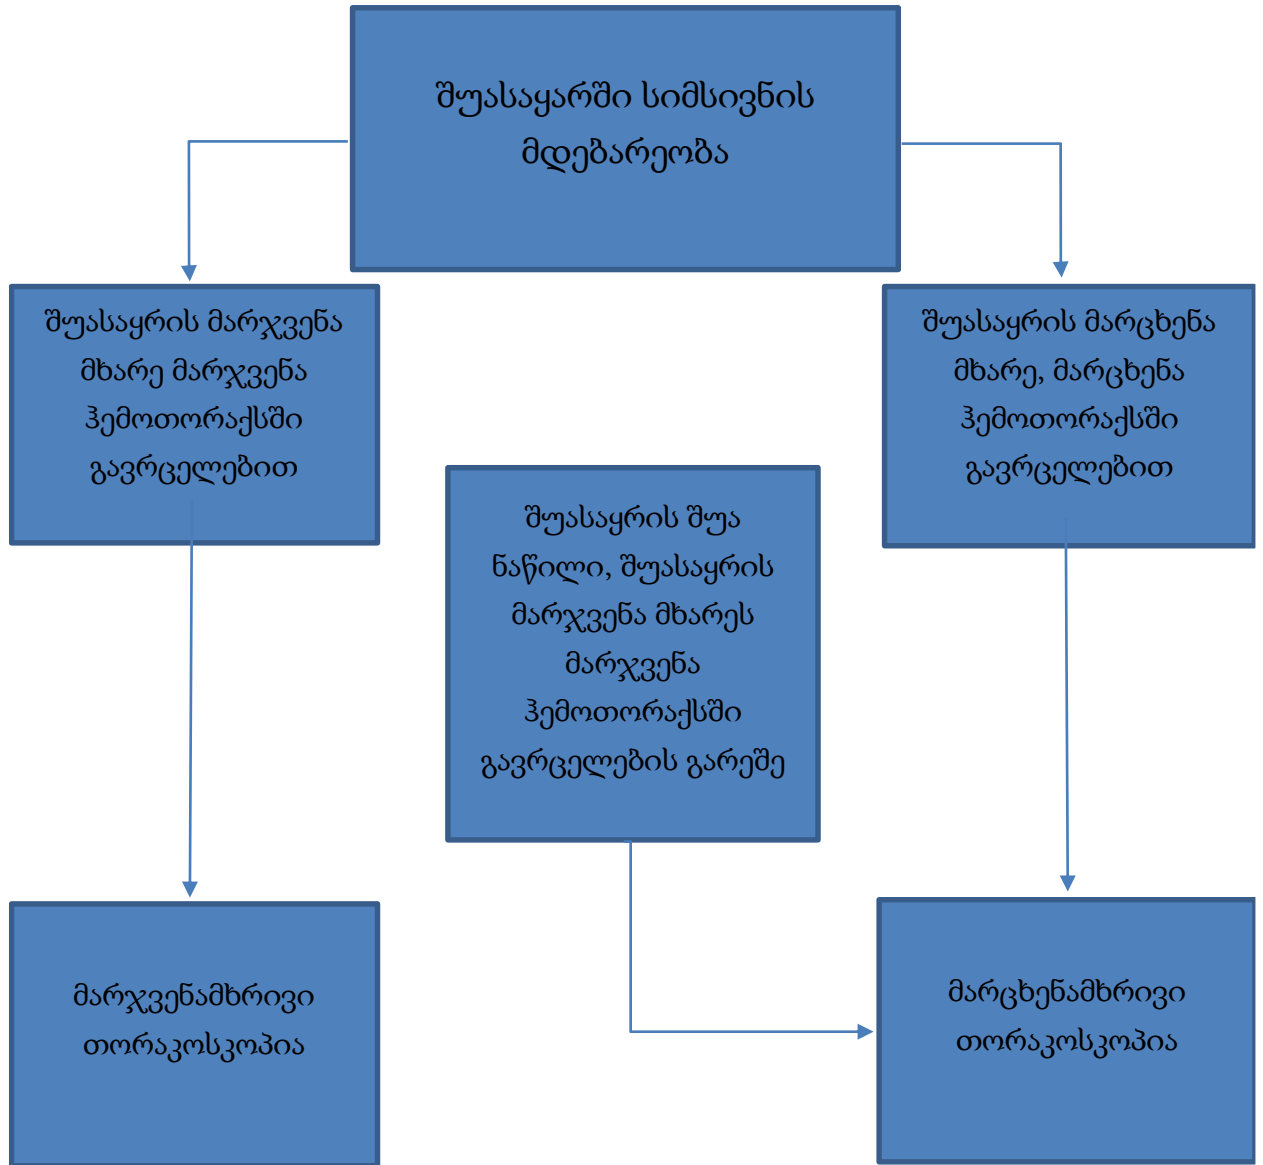 შუასაყარში სიმსივნის
მდებარეობა
შუასაყრის მარჯვენა
მხარე მარჯვენა
ჰემოთორაქსში
გავრცელებით
შუასაყრის მარცხენა
მხარე, მარცხენა
ჰემოთორაქსში
გავრცელებით
შუასაყრის შუა
ნაწილი, შუასაყრის
მარჯვენა მხარეს
მარჯვენა
ჰემოთორაქსში
გავრცელების გარეშე
მარჯვენამხრივი
თორაკოსკოპია
მარცხენამხრივი
თორაკოსკოპია